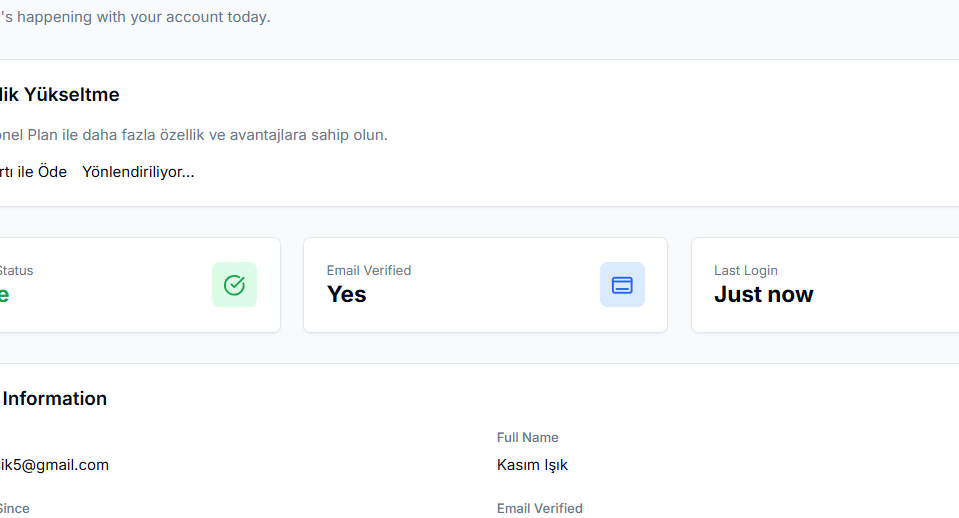 's happening with your account today.
lik Yükseltme
onel Plan ile daha fazla özellik ve avantajlara sahip olun.
rtı ile Öde Yönlendiriliyor...
Status
e
Email Verified
Yes
Last Login
Just now
Information
Full Name
ik5@gmail.com
Kasım Işık
Since
Email Verified